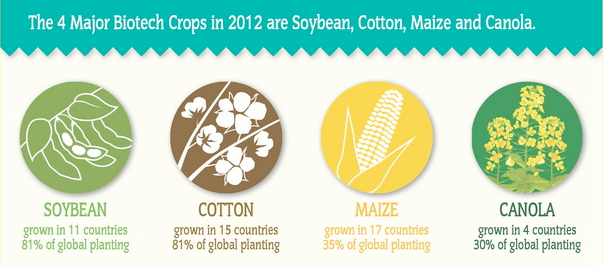 The 4 Major Biotech Crops in 2012 are Soybean, Cotton, Maize and Canola.
SOYBEAN
grown in 11 countries
81% of global planting
COTTON
grown in 15 countries
81% of global planting
MAIZE
grown in 17 countries
35% of global planting
CANOLA
grown in 4 countries
30% of global planting